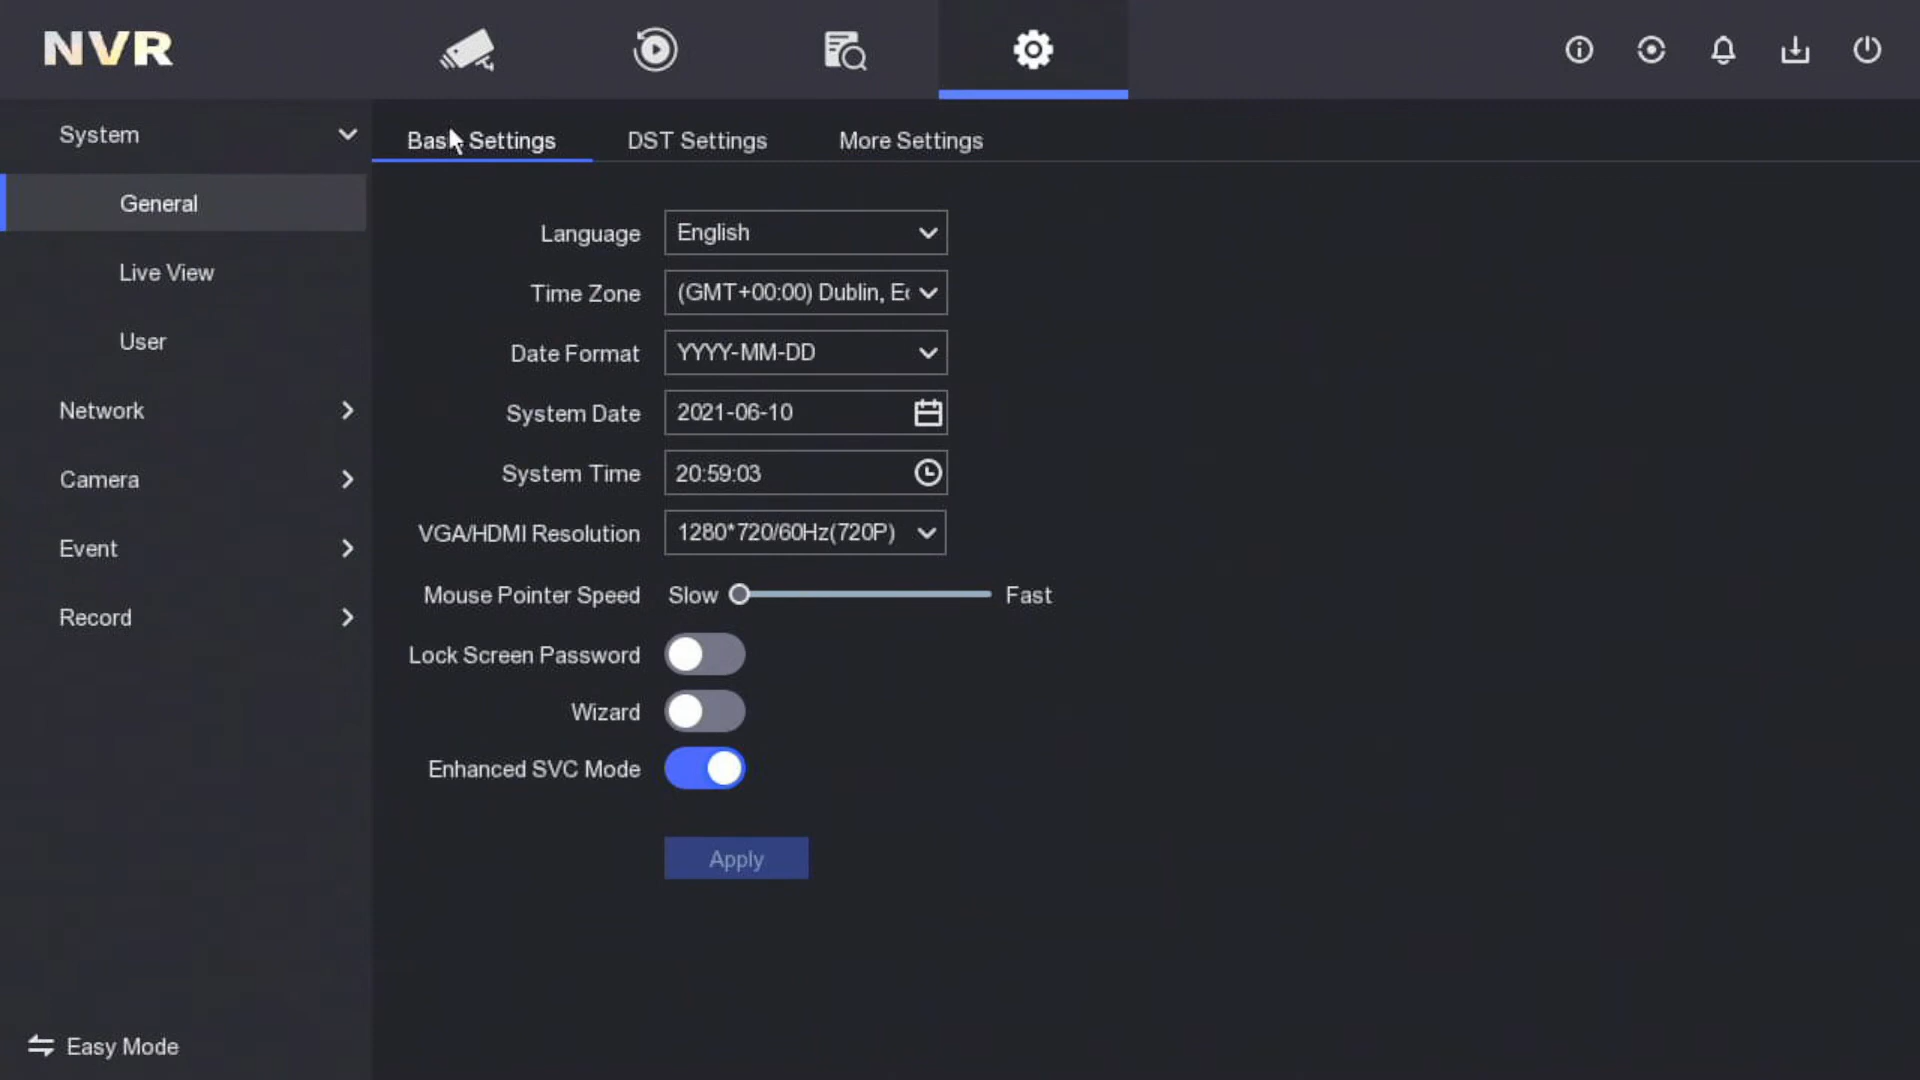 NVR
System
General
Live View
User
Network
Camera
Event
Record
Easy Mode
Basic Settings
DST Settings
More Settings
Language English
Time Zone (GMT+00:00) Dublin,
Date Format YYYY-MM-DD
System Date 2021-06-10
System Time 20:59:03
VGA/HDMI Resolution 1280*720/60Hz(720P)
Mouse Pointer Speed Slow Fast
Lock Screen Password
Wizard
Enhanced SVC Mode
Apply